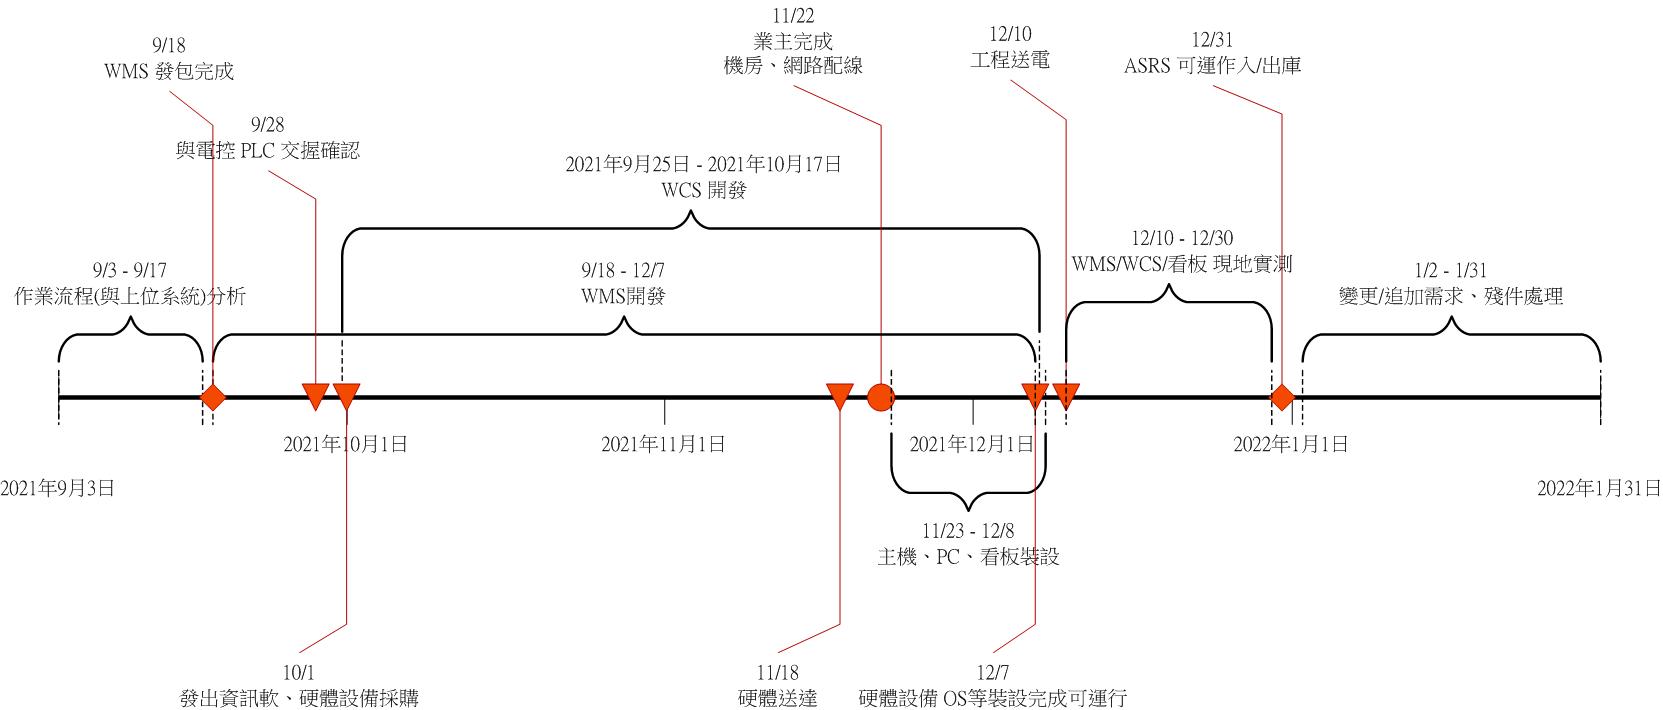 11/22
業主完成
機房、網路配線
12/10
工程送電
12/31
ASRS 可運作入/出庫
9/18
WMS 發包完成
9/28
與電控 PLC 文握確認
2021年9月25日 - 2021年10月17日
WCS 開發
12/10 - 12/30
WMS/WCS/看板 現地實測
9/3 - 9/17
作業流程(與上位系統)分析
9/18 - 12/7
WMS開發
1/2 - 1/31
變更/追加需求、殘件處理
2021年10月1日
2021年11月1日
2021年12月1日
2022年1月1日
2021年9月3日
2022年1月31日
11/23 - 12/8
主機、PC、看板裝設
10/1
發出資訊軟、硬體設備採購
11/18
硬體送達
12/7
硬體設備 OS等裝設完成可運行